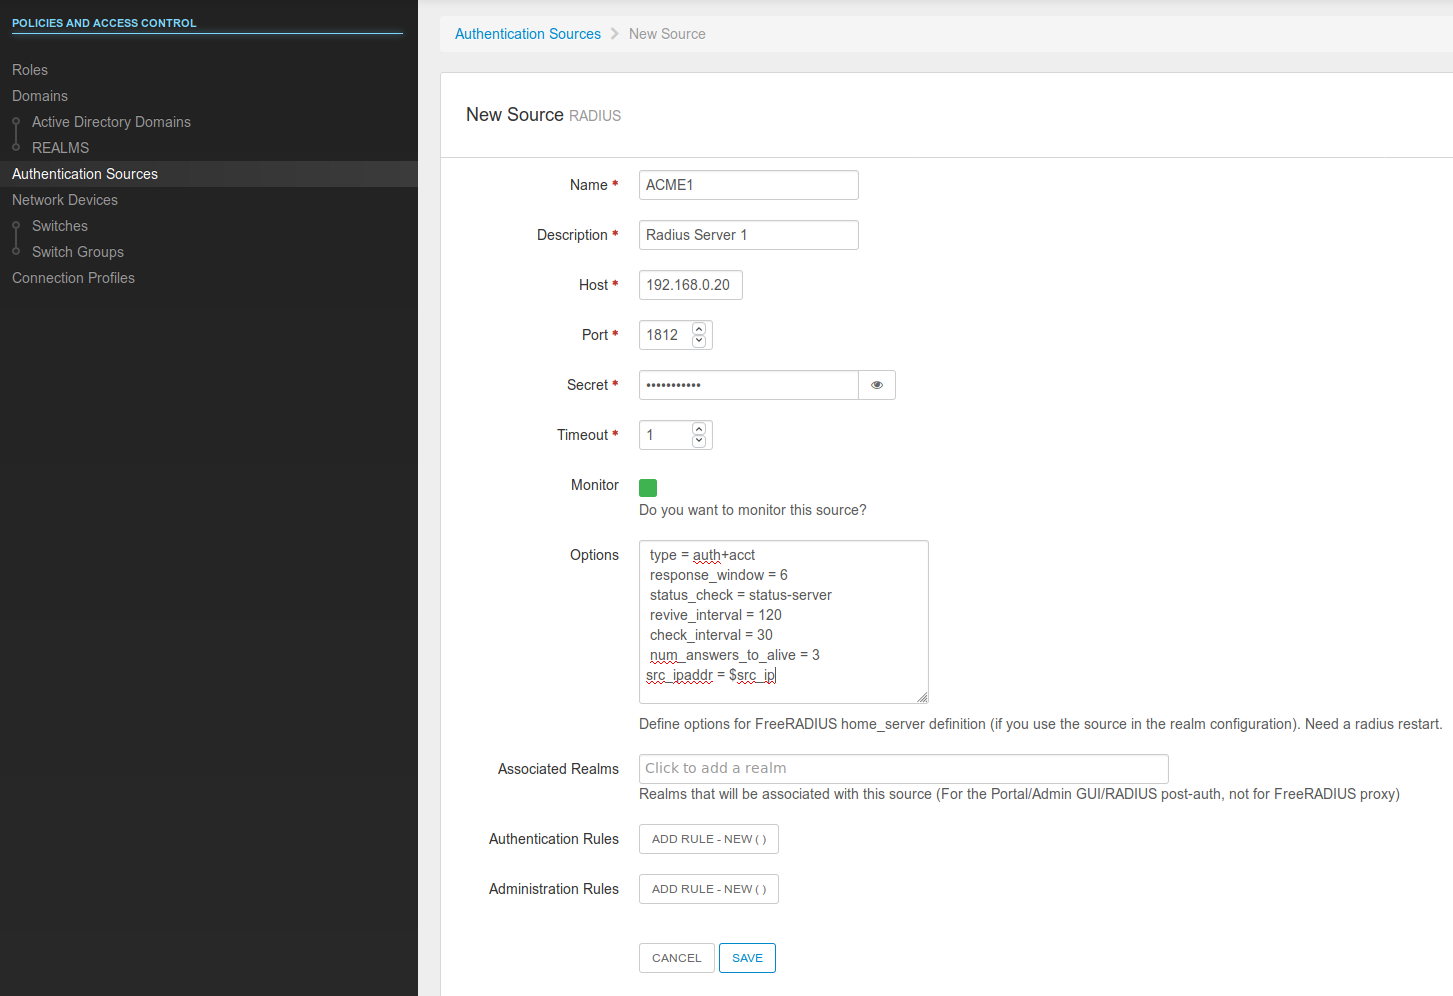 POLICIES AND ACCESS CONTROL
Roles
Domains
Active Directory Domains
REALMS
Authentication Sources
Network Devices
Switches
Switch Groups
Connection Profiles
Authentication Sources New Source
New Source RADIUS
Name * ACME1
Description * Radius Server 1
Host * 192.168.0.20
Port * 1812
Secret * •••••••••••
Timeout * 1
Monitor
Do you want to monitor this source?
Options
type = auth+acct
response_window = 6
status_check = status-server
revive_interval = 120
check_interval = 30
num_answers_to_alive = 3
src_ipaddr = $src_ip
Define options for FreeRADIUS home_server definition (if you use the source in the realm configuration). Need a radius restart.
Associated Realms Click to add a realm
Realms that will be associated with this source (For the Portal/Admin GUI/RADIUS post-auth, not for FreeRADIUS proxy)
Authentication Rules ADD RULE - NEW ( )
Administration Rules ADD RULE - NEW ( )
CANCEL SAVE